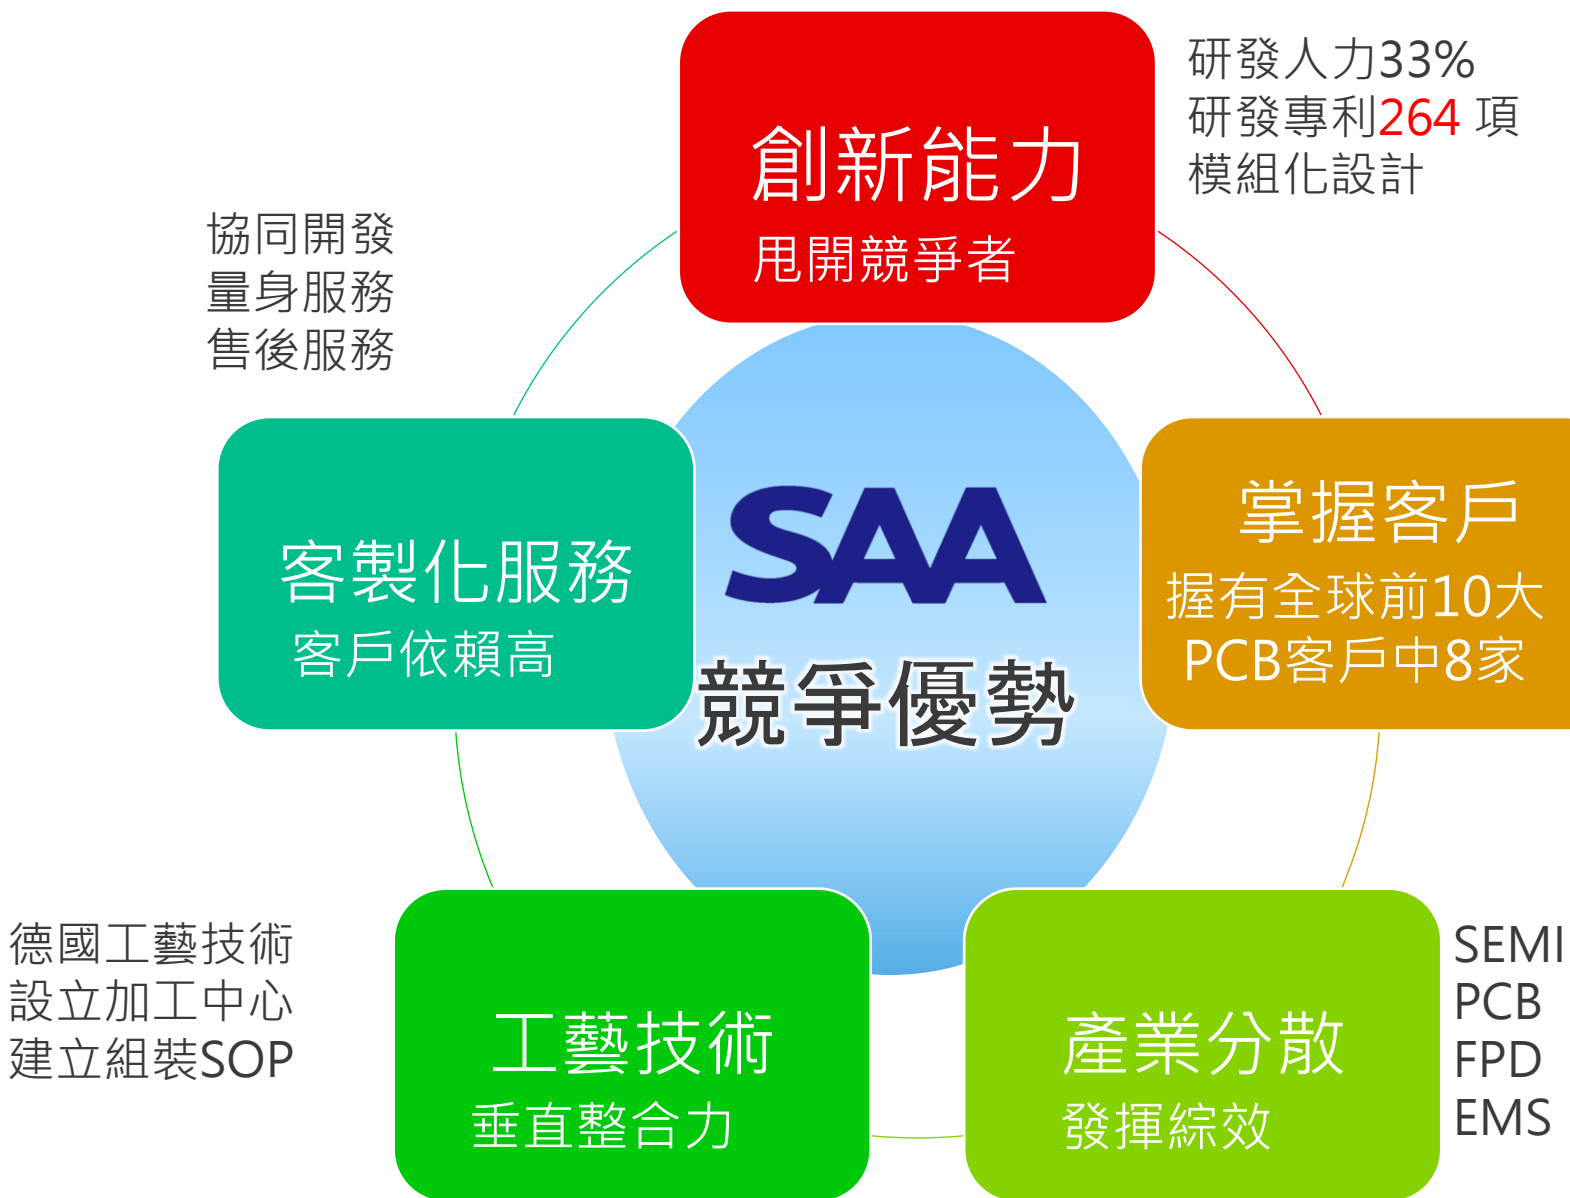 創新能力
甩開競爭者
研發人力33%
研發專利264 項
模組化設計
協同開發
量身服務
售後服務
客製化服務
客戶依賴高
SAA
競爭優勢
掌握客戶
握有全球前10大
PCB客戶中8家
德國工藝技術
設立加工中心
建立組裝SOP
工藝技術
垂直整合力
產業分散
發揮綜效
SEMI
PCB
FPD
EMS